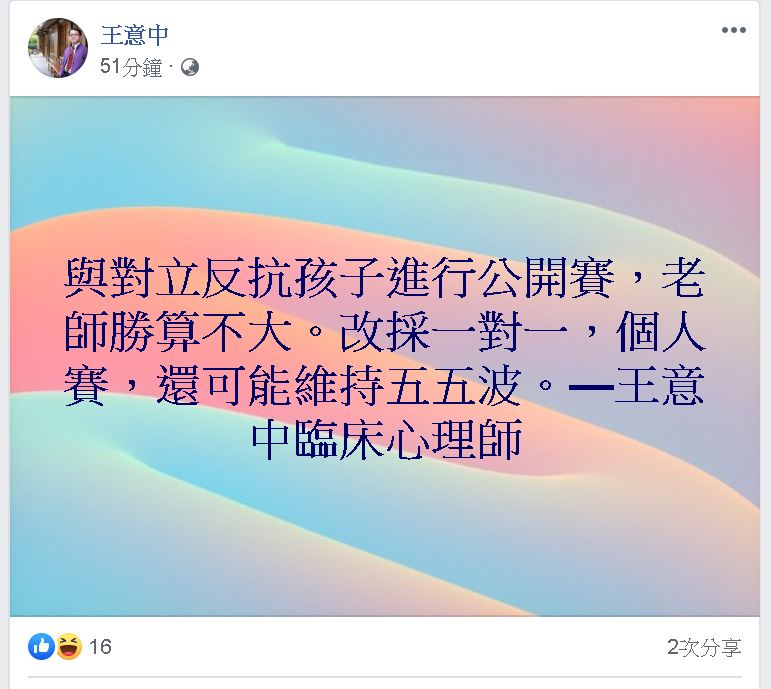 王意中
51分鐘 ·
與對立反抗孩子進行公開賽，老
師勝算不大。改採一對一，個人
賽，還可能維持五五波。—王意
中臨床心理師
16
2次分享